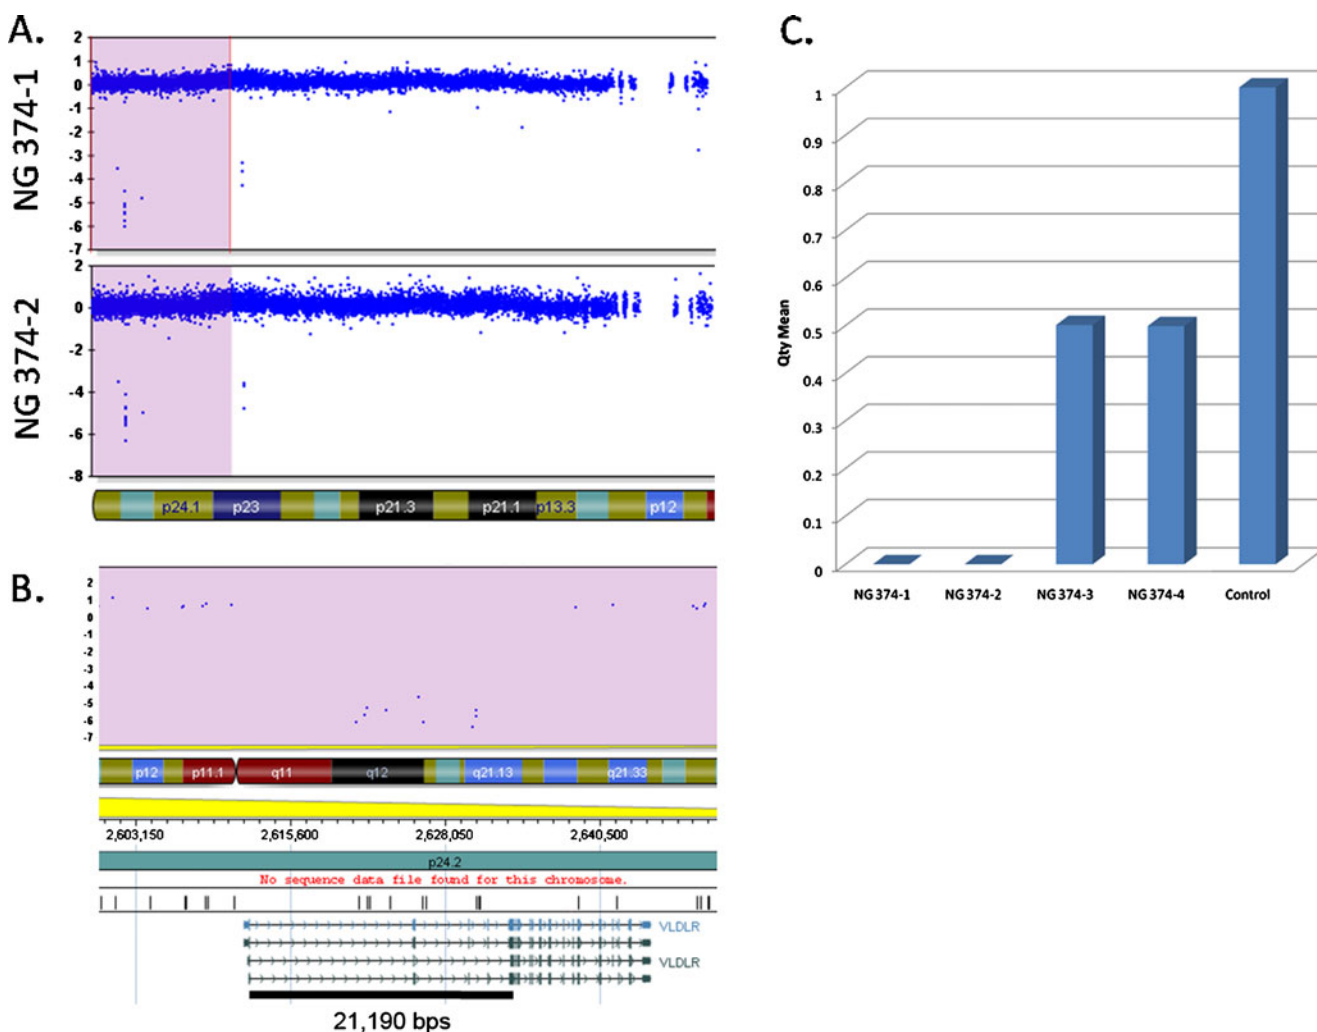 A.
NG 374-1
2
1
0
-1
-2
-3
-4
-5
-6
-7
NG 374-2
2
0
-2
-4
-6
-8
p24.1 p23 p21.3 p21.1 p13.3 p12
B.
2
1
0
-1
-2
-3
-4
-5
-6
-7
p12 p11.1 q11 q12 q21.13 q21.33
2,603,150 2,615,600 2,628,050 2,640,500
p24.2
No sequence data file found for this chromosome.
VLDLR
VLDLR
21,190 bps
C.
Qty Mean
1
0.9
0.8
0.7
0.6
0.5
0.4
0.3
0.2
0.1
0
NG 374-1 NG 374-2 NG 374-3 NG 374-4 Control